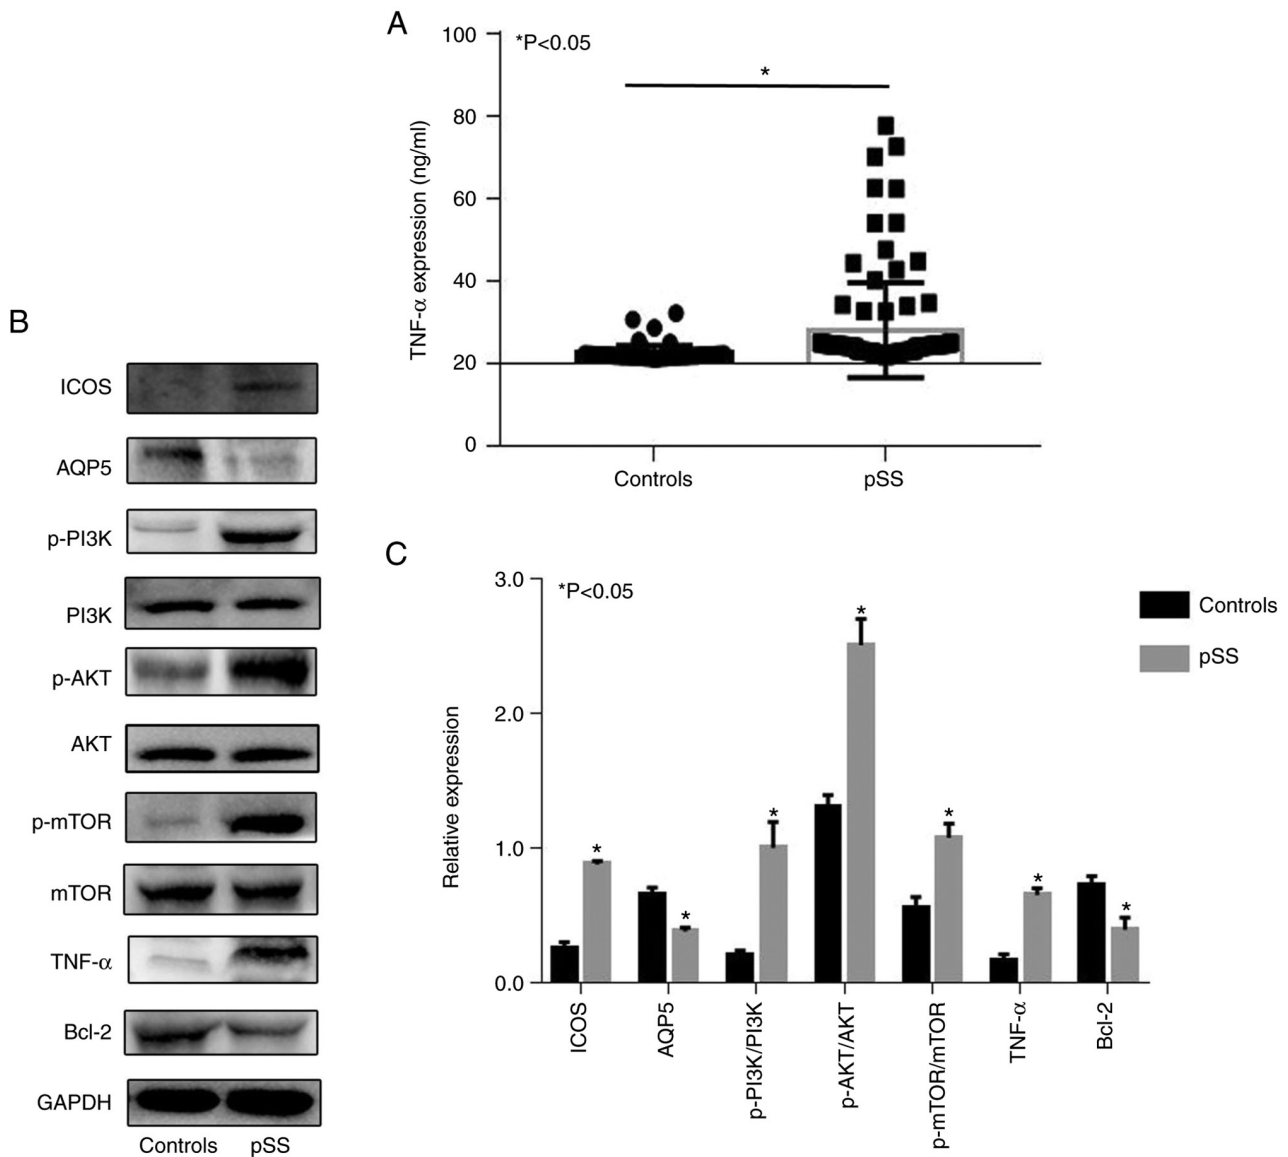 A
100
80
60
40
20
0
*P<0.05
*
TNF-α expression (ng/ml)
Controls
pSS
B
ICOS
AQP5
p-PI3K
PI3K
p-AKT
AKT
p-mTOR
mTOR
TNF-α
Bcl-2
GAPDH
Controls
pSS
C
3.0
2.0
1.0
0.0
*P<0.05
Relative expression
*
*
*
*
*
*
*
Controls
pSS
ICOS
AQP5
p-PI3K/PI3K
p-AKT/AKT
p-mTOR/mTOR
TNF-α
Bcl-2